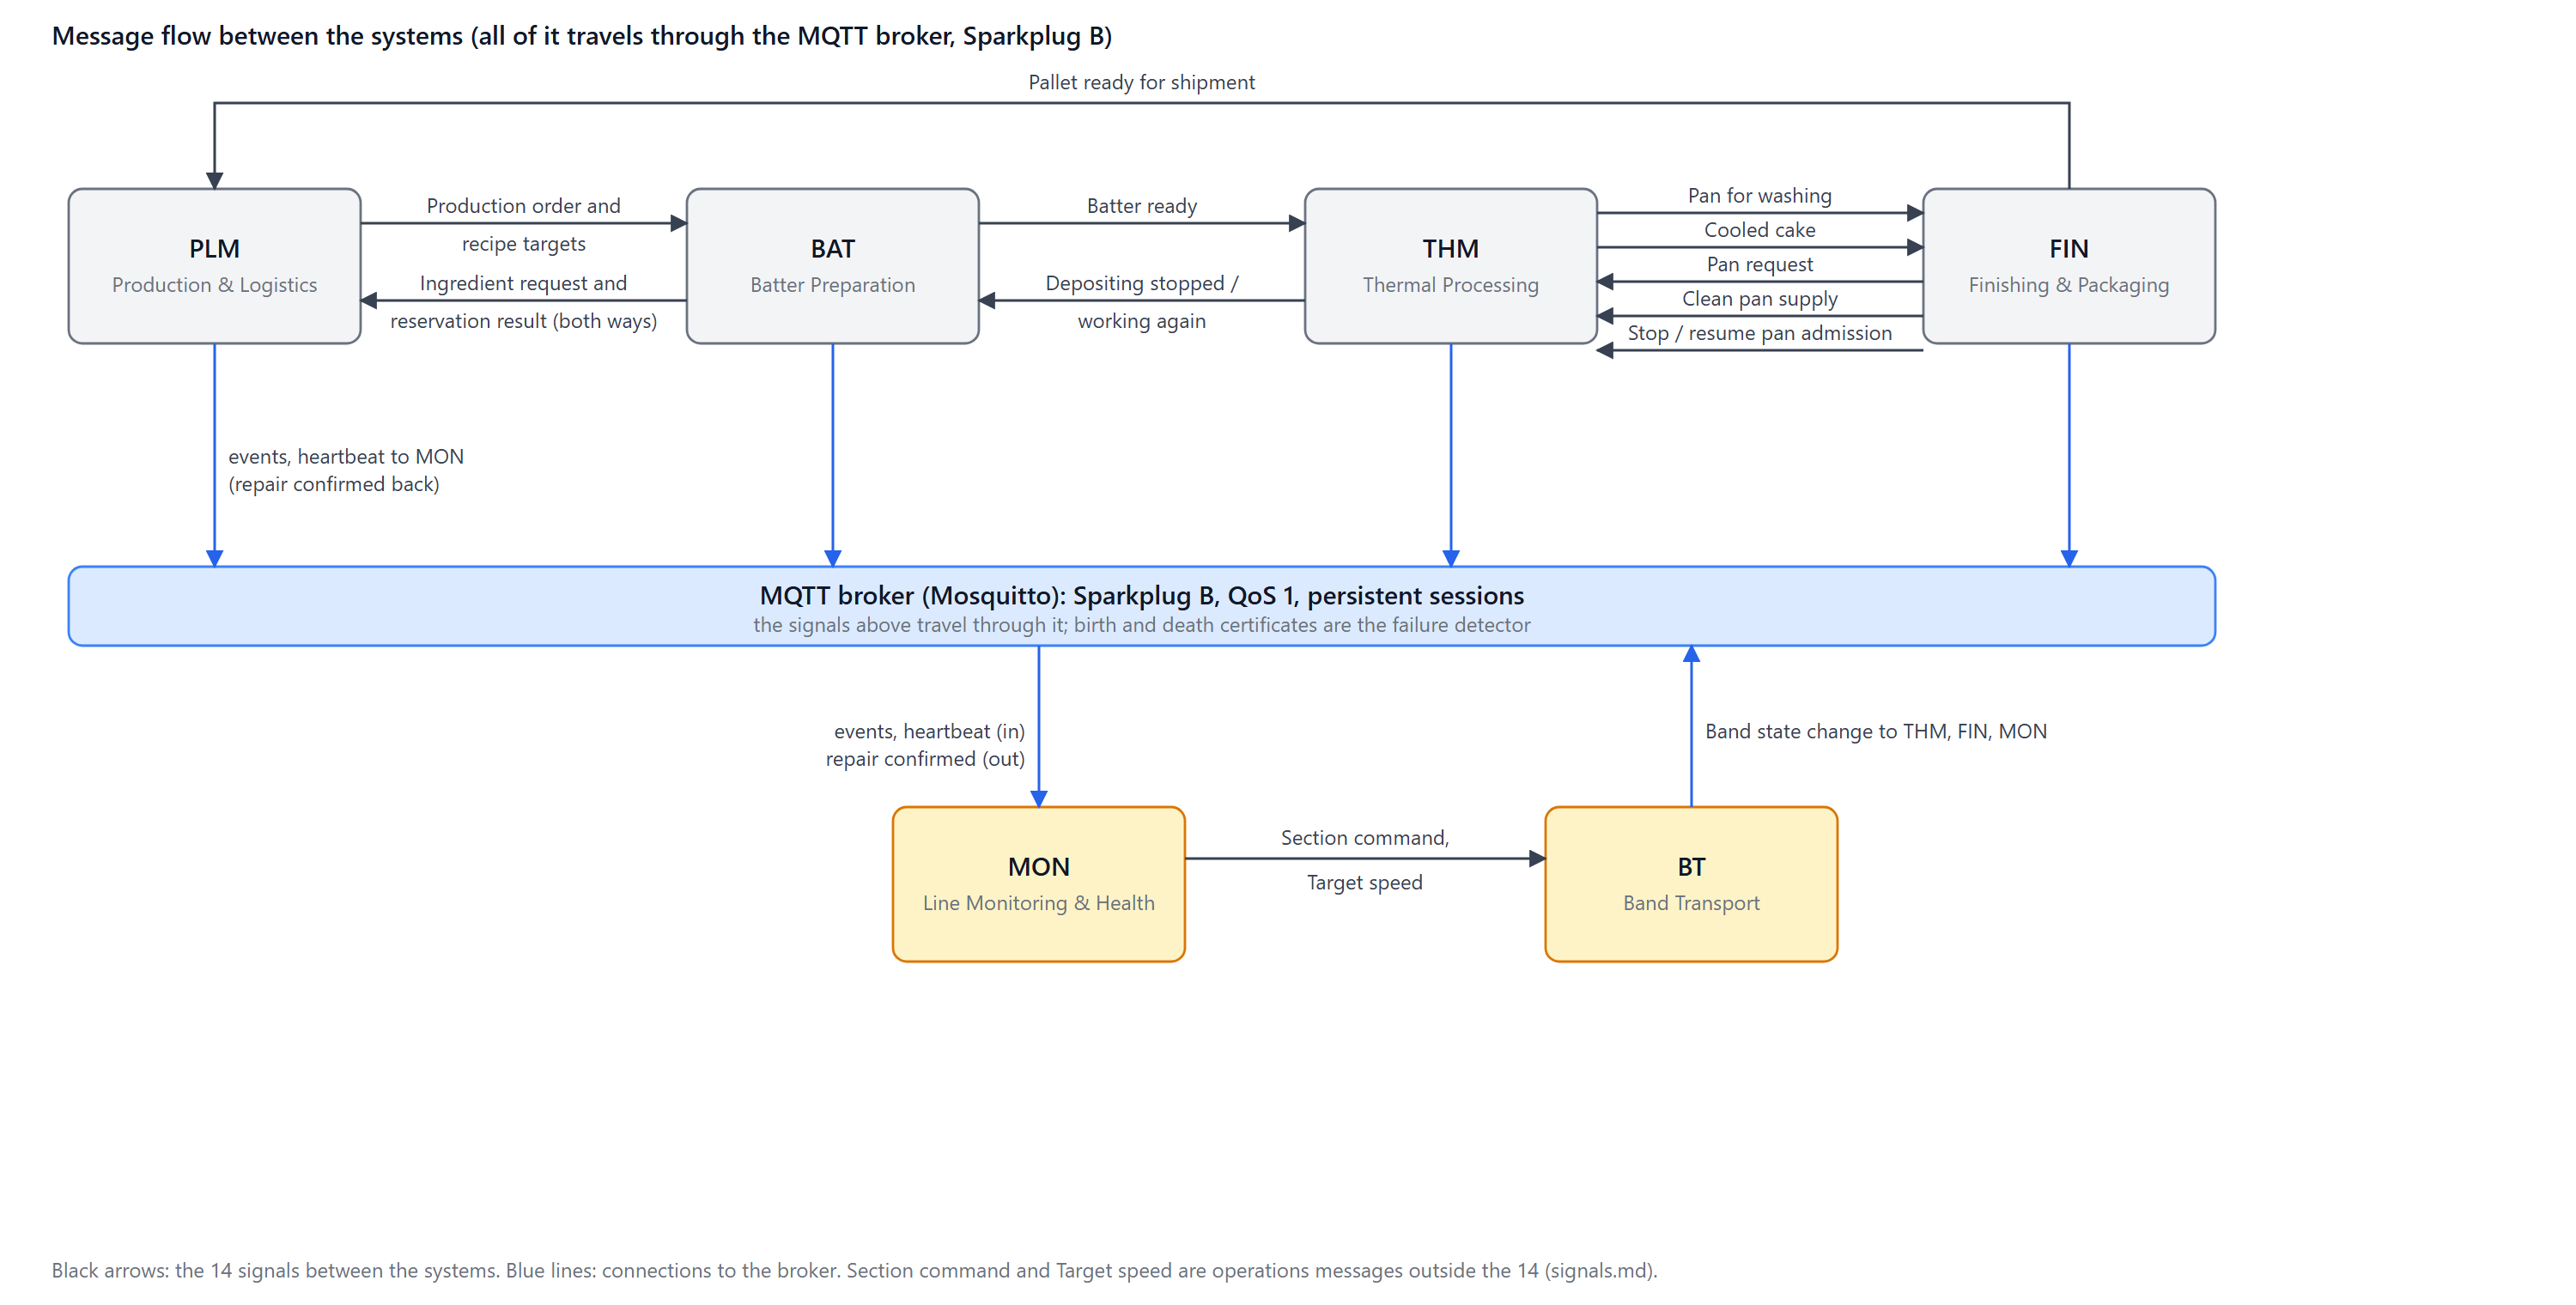 Message flow between the systems (all of it travels through the MQTT broker, Sparkplug B)
Pallet ready for shipment
PLM
Production & Logistics
Production order and
recipe targets
Ingredient request and
reservation result (both ways)
BAT
Batter Preparation
Batter ready
Depositing stopped /
working again
THM
Thermal Processing
Pan for washing
Cooled cake
Pan request
Clean pan supply
Stop / resume pan admission
FIN
Finishing & Packaging
events, heartbeat to MON
(repair confirmed back)
MQTT broker (Mosquitto): Sparkplug B, QoS 1, persistent sessions
the signals above travel through it; birth and death certificates are the failure detector
events, heartbeat (in)
repair confirmed (out)
Band state change to THM, FIN, MON
MON
Line Monitoring & Health
Section command,
Target speed
BT
Band Transport
Black arrows: the 14 signals between the systems. Blue lines: connections to the broker. Section command and Target speed are operations messages outside the 14 (signals.md).